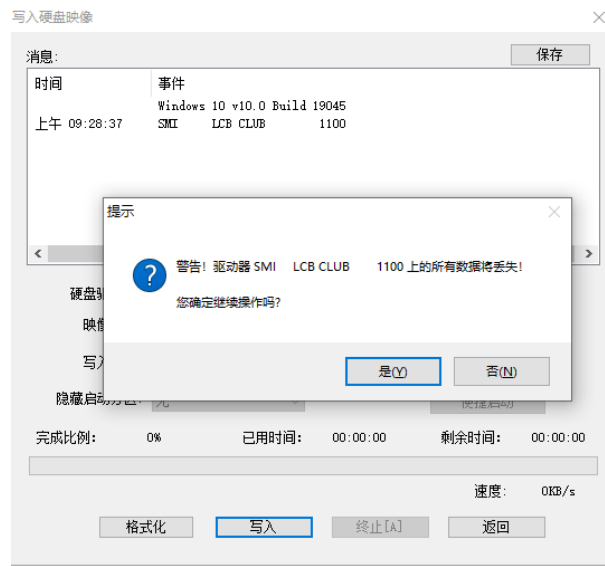 写入硬盘映像
消息:
保存
时间 事件
Windows 10 v10.0 Build 19045
上午 09:28:37 SMI LCB CLUB 1100
提示
警告! 驱动器 SMI LCB CLUB 1100 上的所有数据将丢失!
您确定继续操作吗?
硬盘
映
写
是(Y) 否(N)
隐藏启动分区: 无 便捷启动
完成比例: 0% 已用时间: 00:00:00 剩余时间: 00:00:00
速度: 0KB/s
格式化 写入 终止[A] 返回